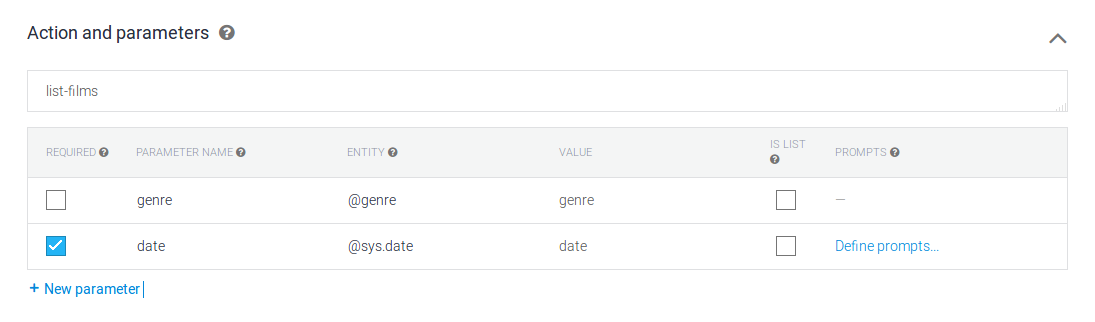 Action and parameters ?
list-films
REQUIRED ? PARAMETER NAME ? ENTITY ? VALUE IS LIST ? PROMPTS ?
genre @genre genre —
date @sys.date date Define prompts...
+ New parameter